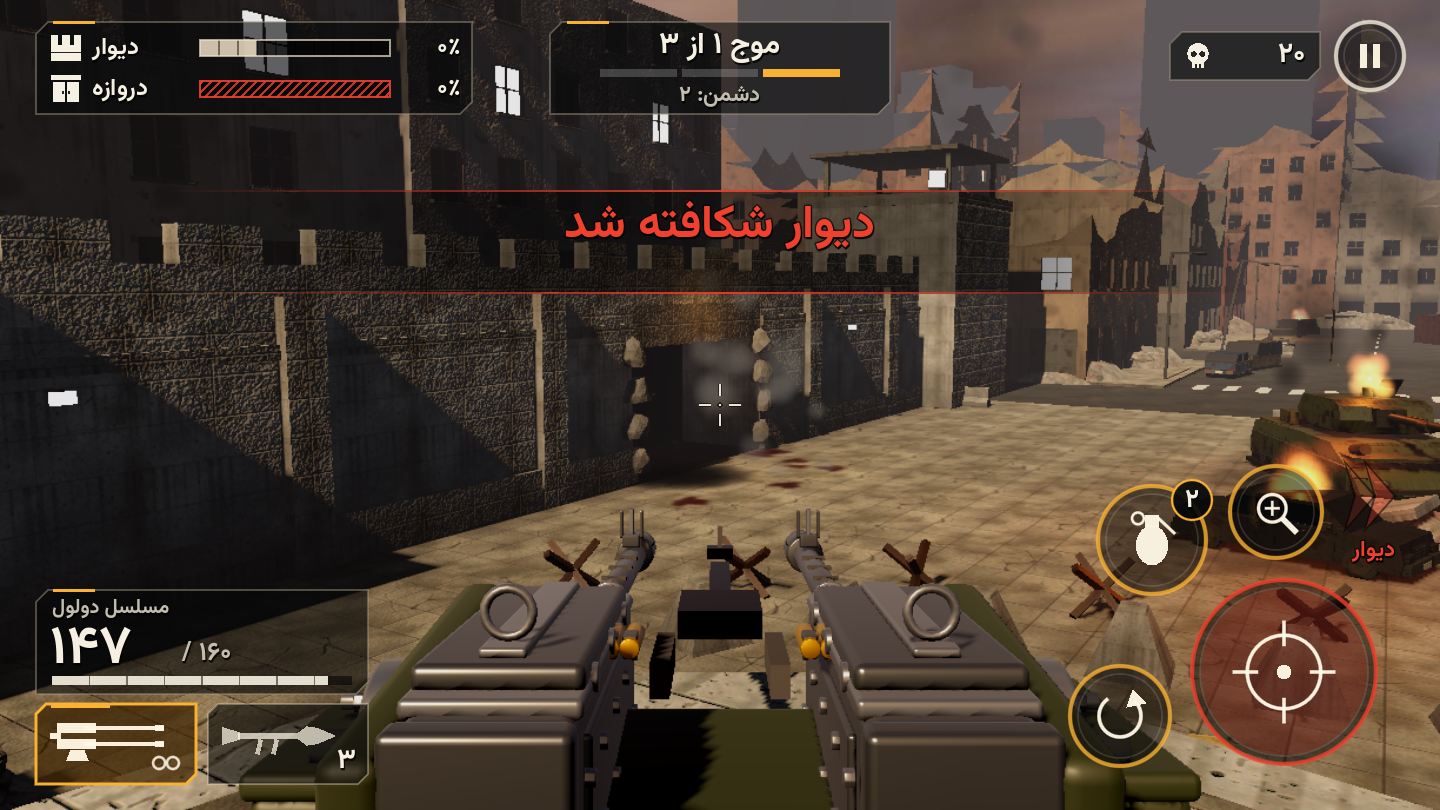 دیوار ۰٪
دروازه ۰٪
موج ۱ از ۳
دشمن: ۲
۲۰
دیوار شکافته شد
۲
دیوار
مسلسل دولول
۱۴۷ / ۱۶۰
∞
۳